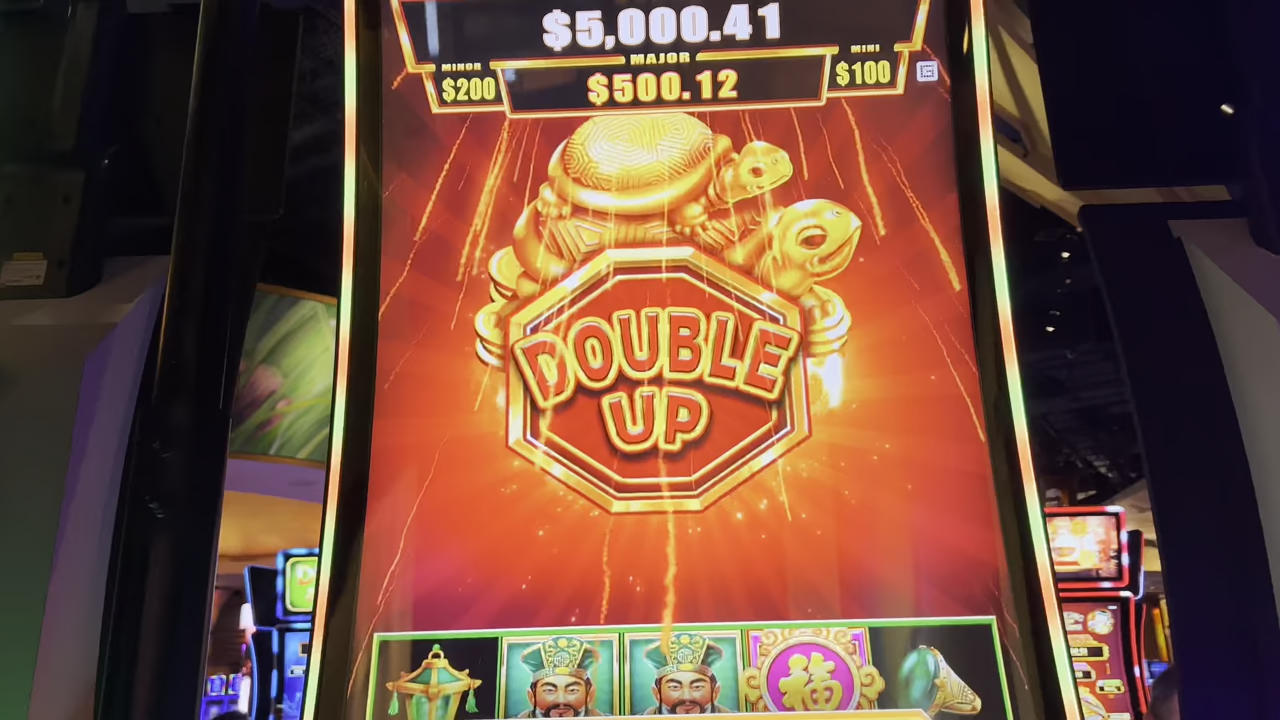 $5,000.41
MINOR
MAJOR
MINI
$200
$500.12
$100
DOUBLE
UP
福